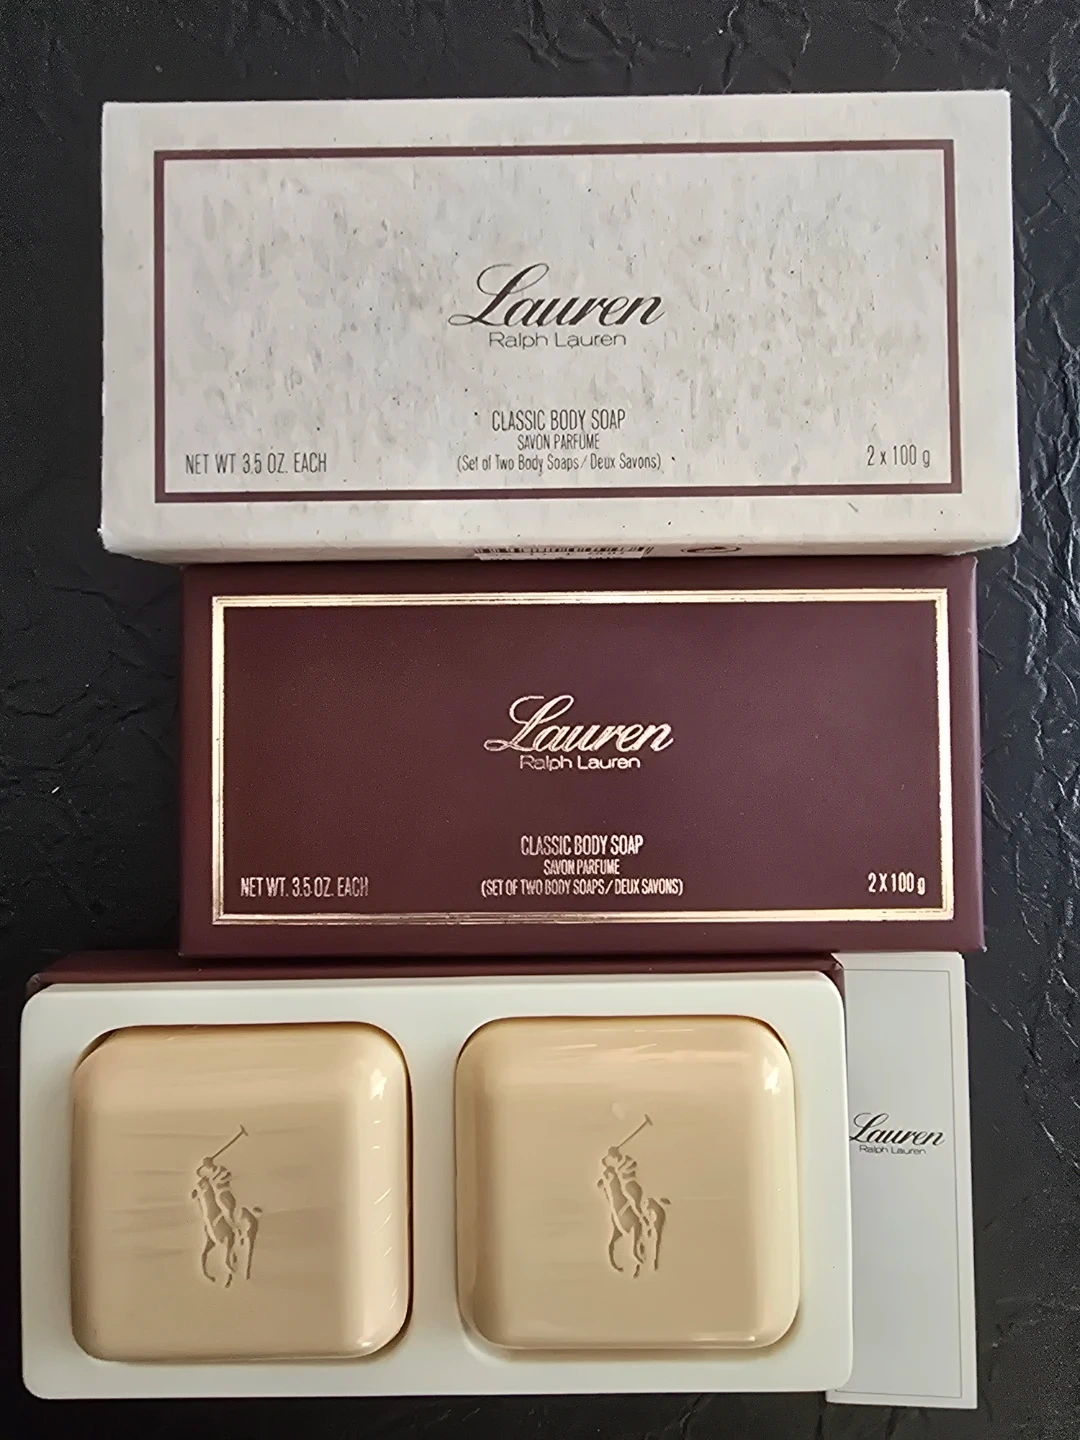 Lauren
Ralph Lauren
CLASSIC BODY SOAP
SAVON PARFUME
(Set of Two Body Soaps / Deux Savons)
NET WT 3.5 OZ. EACH
2 x 100 g
Lauren
Ralph Lauren
CLASSIC BODY SOAP
SAVON PARFUME
(SET OF TWO BODY SOAPS / DEUX SAVONS)
NET WT. 3.5 OZ. EACH
2 X 100 g
Lauren
Ralph Lauren